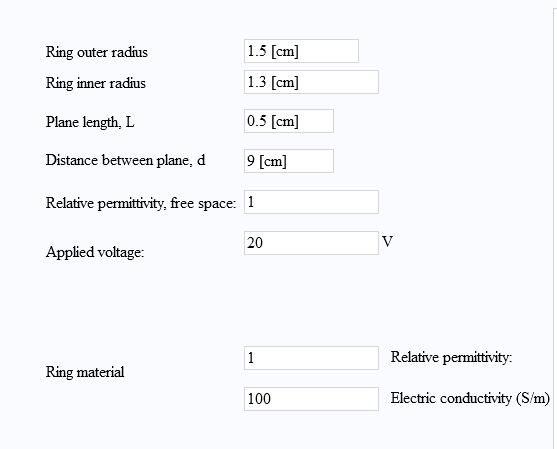 Ring outer radius 1.5 [cm]
Ring inner radius 1.3 [cm]
Plane length, L 0.5 [cm]
Distance between plane, d 9 [cm]
Relative permittivity, free space: 1
Applied voltage: 20 V
Ring material 1 Relative permittivity:
100 Electric conductivity (S/m)